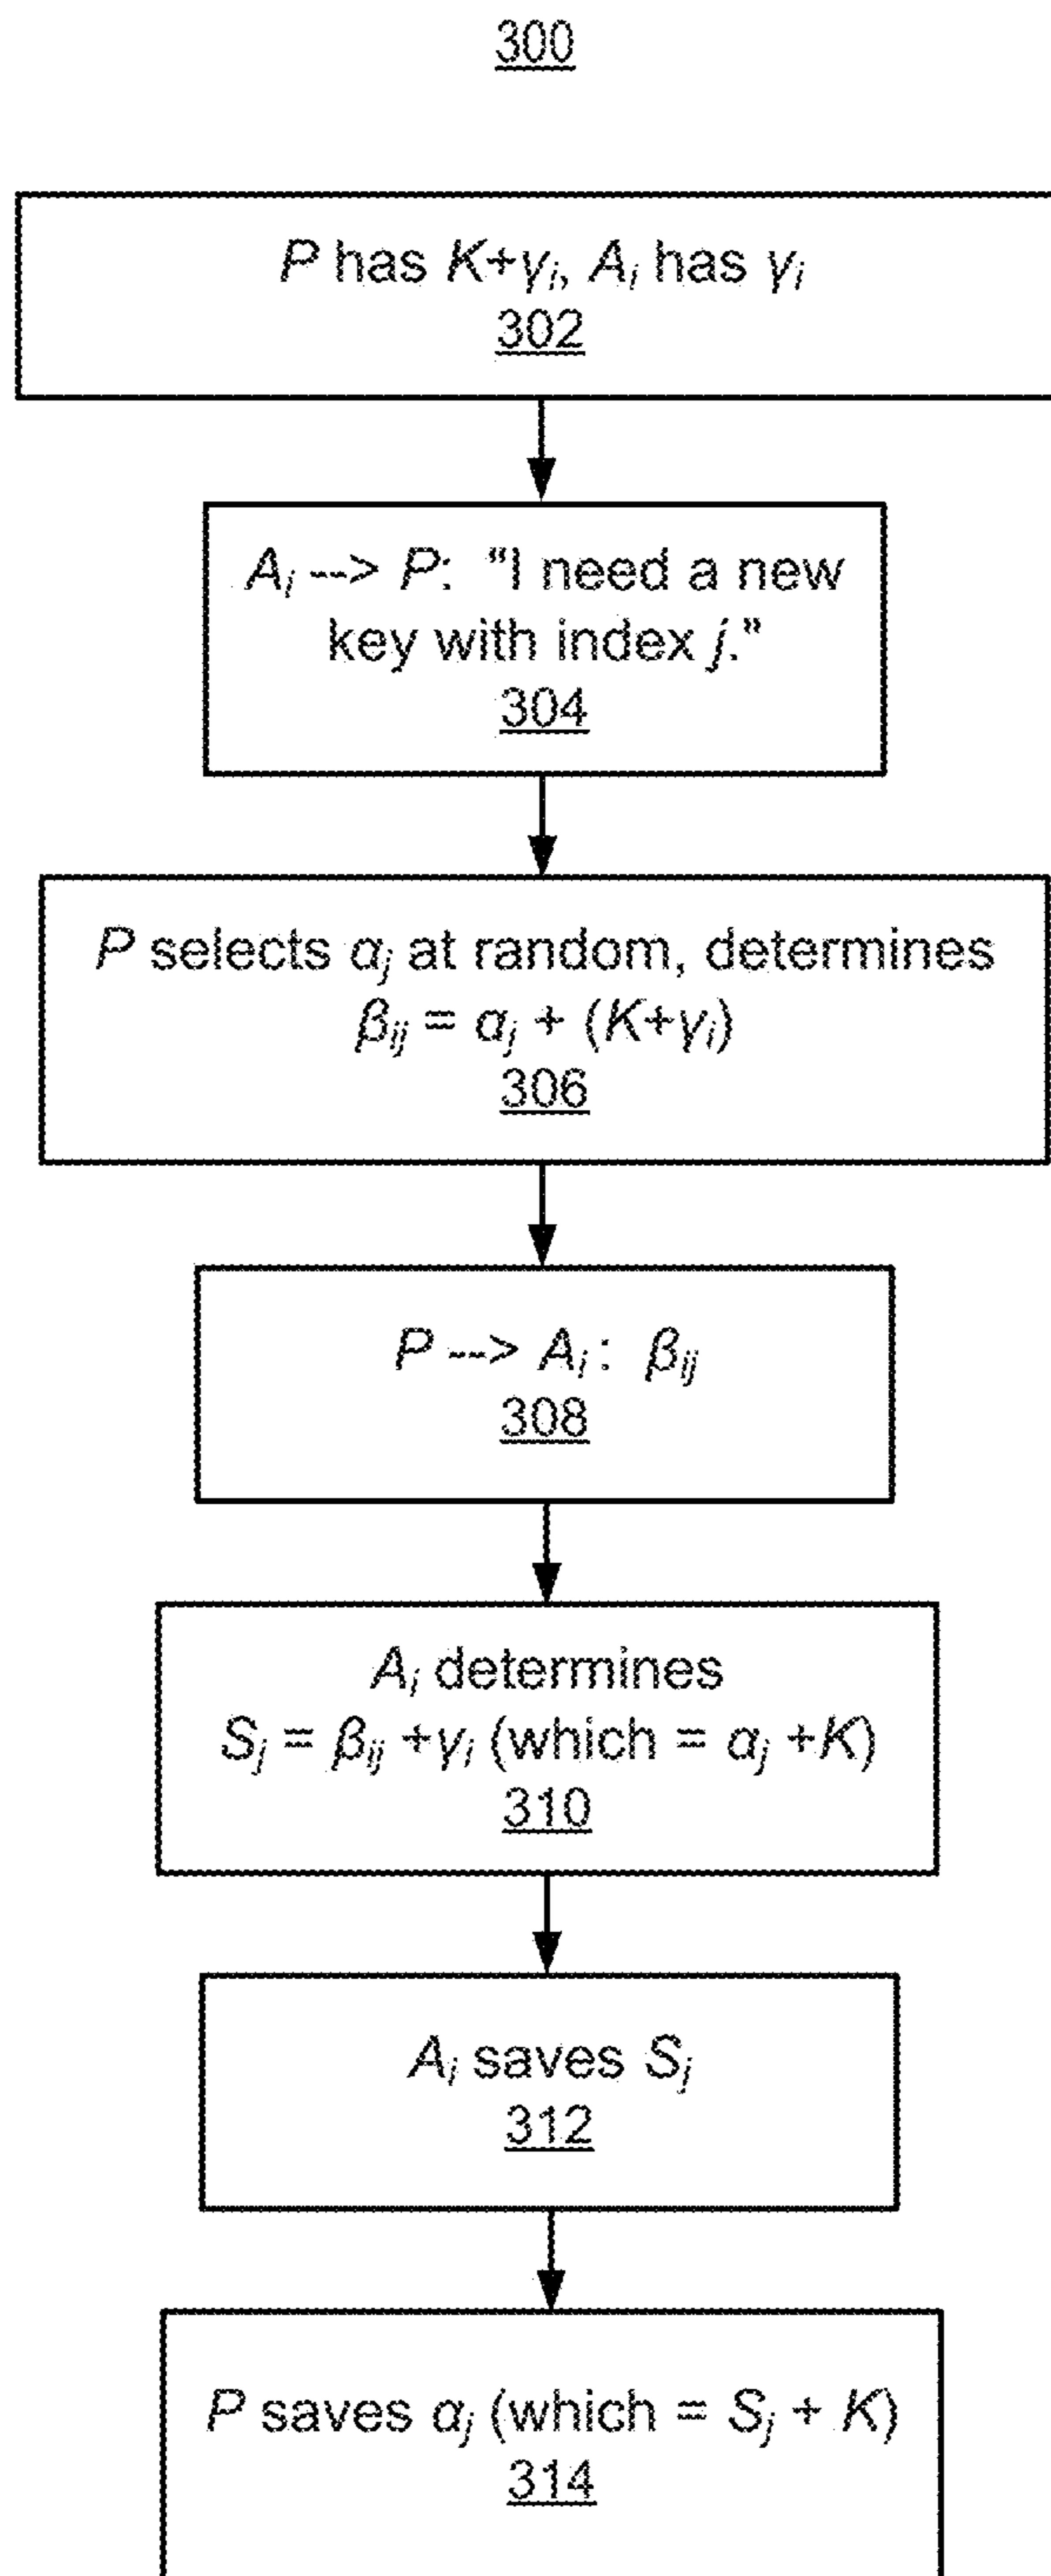 300
P has K+γᵢ, Aᵢ has γᵢ
302
Aᵢ --> P: "I need a new
key with index j."
304
P selects αⱼ at random, determines
βᵢⱼ = αⱼ + (K+γᵢ)
306
P --> Aᵢ : βᵢⱼ
308
Aᵢ determines
Sⱼ = βᵢⱼ +γᵢ (which = αⱼ +K)
310
Aᵢ saves Sⱼ
312
P saves αⱼ (which = Sⱼ + K)
314